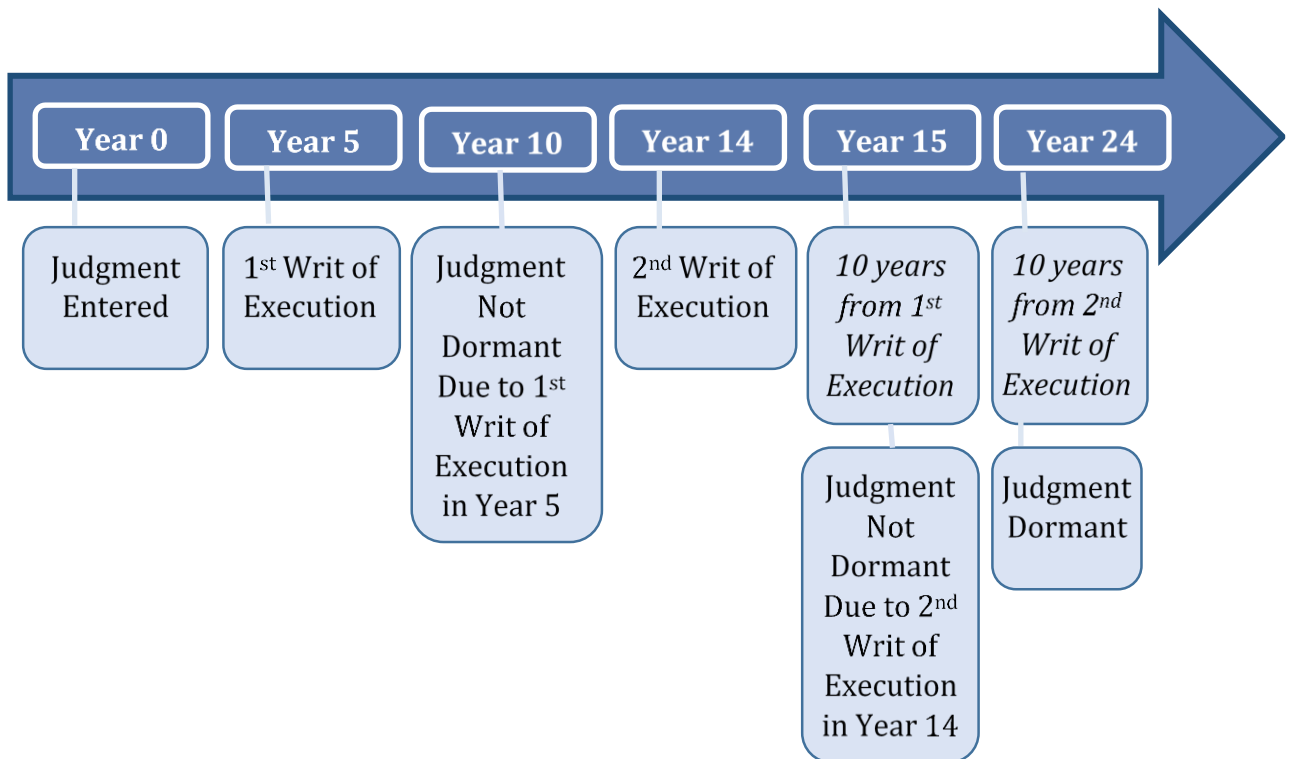 Year 0
Year 5
Year 10
Year 14
Year 15
Year 24
Judgment
Entered
1st Writ of
Execution
Judgment
Not
Dormant
Due to 1st
Writ of
Execution
in Year 5
2nd Writ of
Execution
10 years
from 1st
Writ of
Execution
10 years
from 2nd
Writ of
Execution
Judgment
Not
Dormant
Due to 2nd
Writ of
Execution
in Year 14
Judgment
Dormant